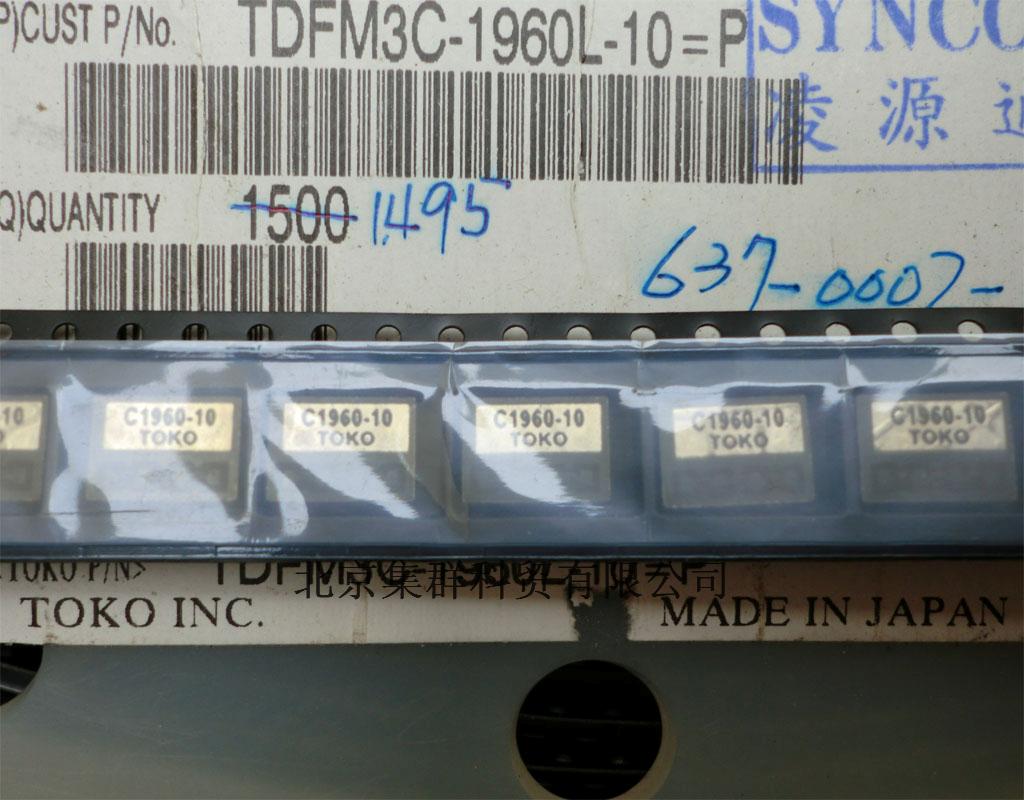 P)CUST P/No. TDFM3C-1960L-10=P
SYNCO
凌源
Q)QUANTITY 1500 1,495
637-0007-
C1960-10
TOKO
C1960-10
TOKO
C1960-10
TOKO
C1960-10
TOKO
C1960-10
TOKO
TOKO P/N>
北京集群科贸有限公司
TOKO INC. MADE IN JAPAN